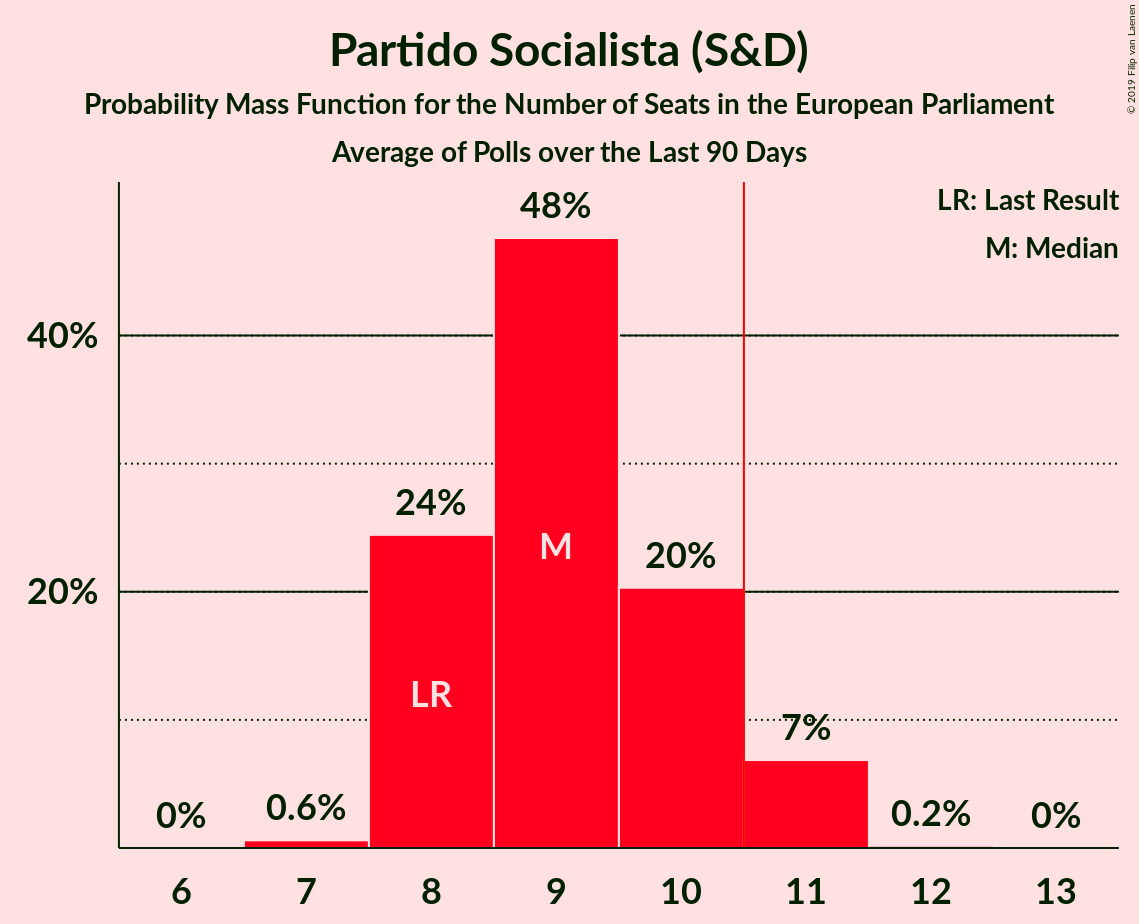 Partido Socialista (S&D)
Probability Mass Function for the Number of Seats in the European Parliament
Average of Polls over the Last 90 Days
© 2019 Filip van Laenen
LR: Last Result
M: Median
40%
20%
0%
0.6%
24%
48%
20%
7%
0.2%
0%
LR
M
6 7 8 9 10 11 12 13